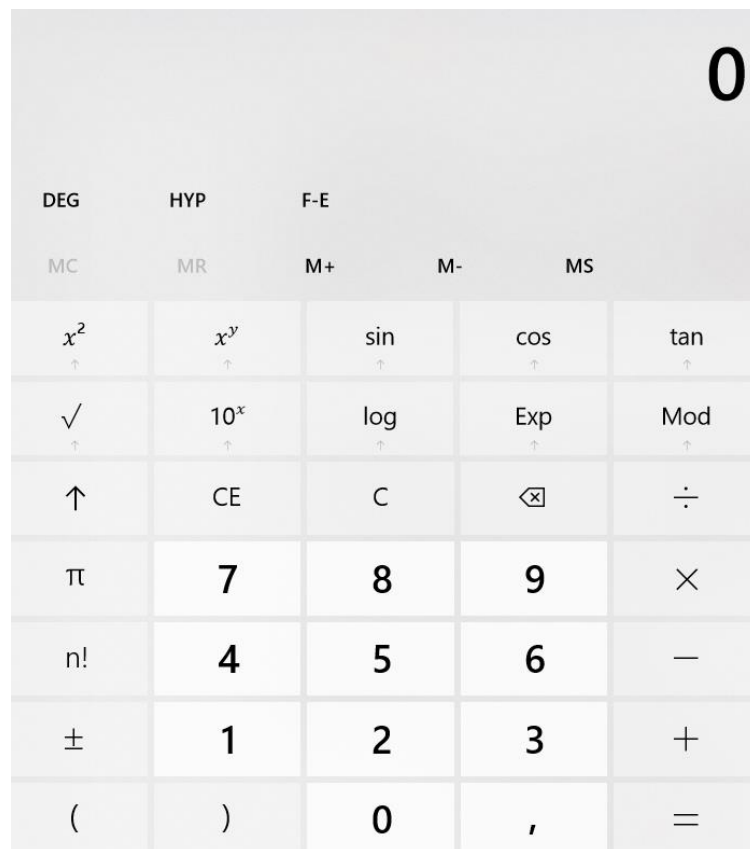 0
DEG HYP F-E
MC MR M+ M- MS
x² xʸ sin cos tan
√ 10ˣ log Exp Mod
↑ CE C ⌫ ÷
π 7 8 9 ×
n! 4 5 6 −
± 1 2 3 +
( ) 0 , =